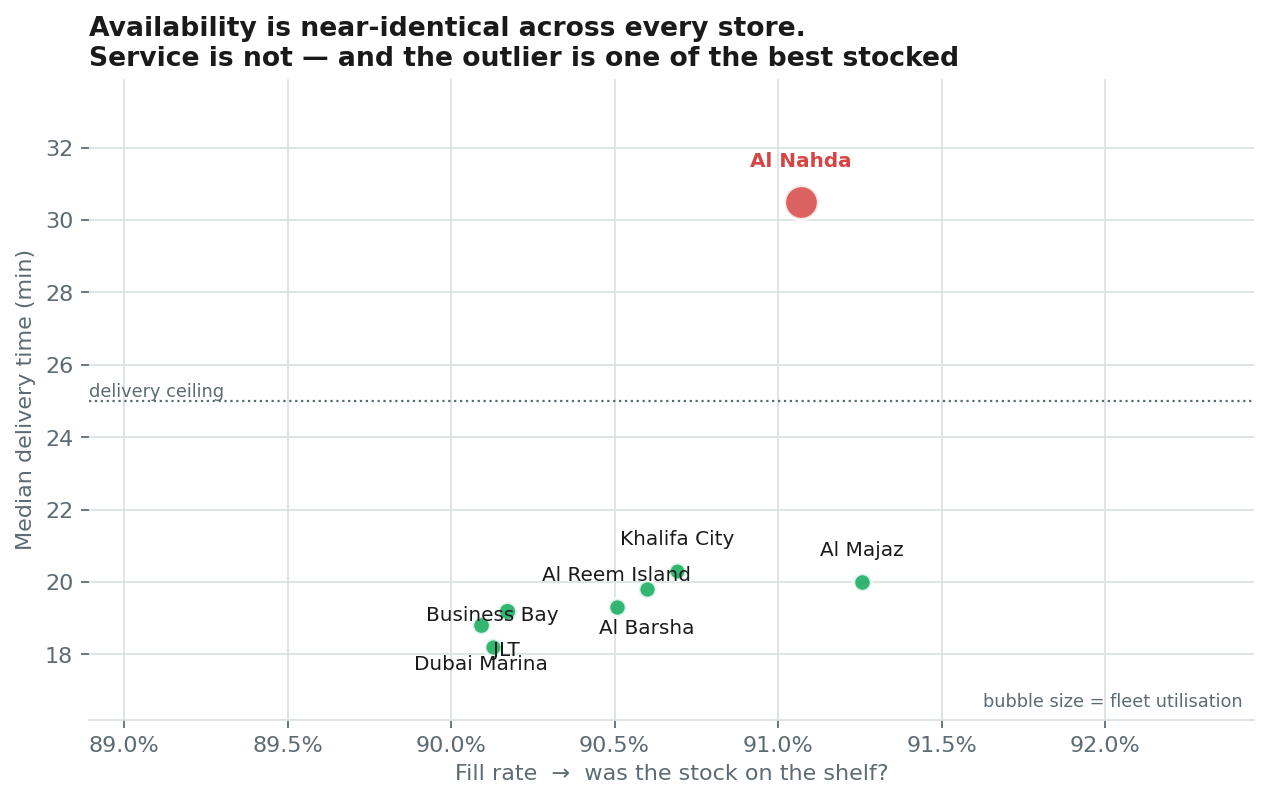 Availability is near-identical across every store.
Service is not — and the outlier is one of the best stocked
Median delivery time (min)
32
30
28
26
24
22
20
18
Al Nahda
delivery ceiling
Khalifa City
Al Majaz
Al Reem Island
Business Bay
Al Barsha
JLT
Dubai Marina
bubble size = fleet utilisation
89.0% 89.5% 90.0% 90.5% 91.0% 91.5% 92.0%
Fill rate → was the stock on the shelf?